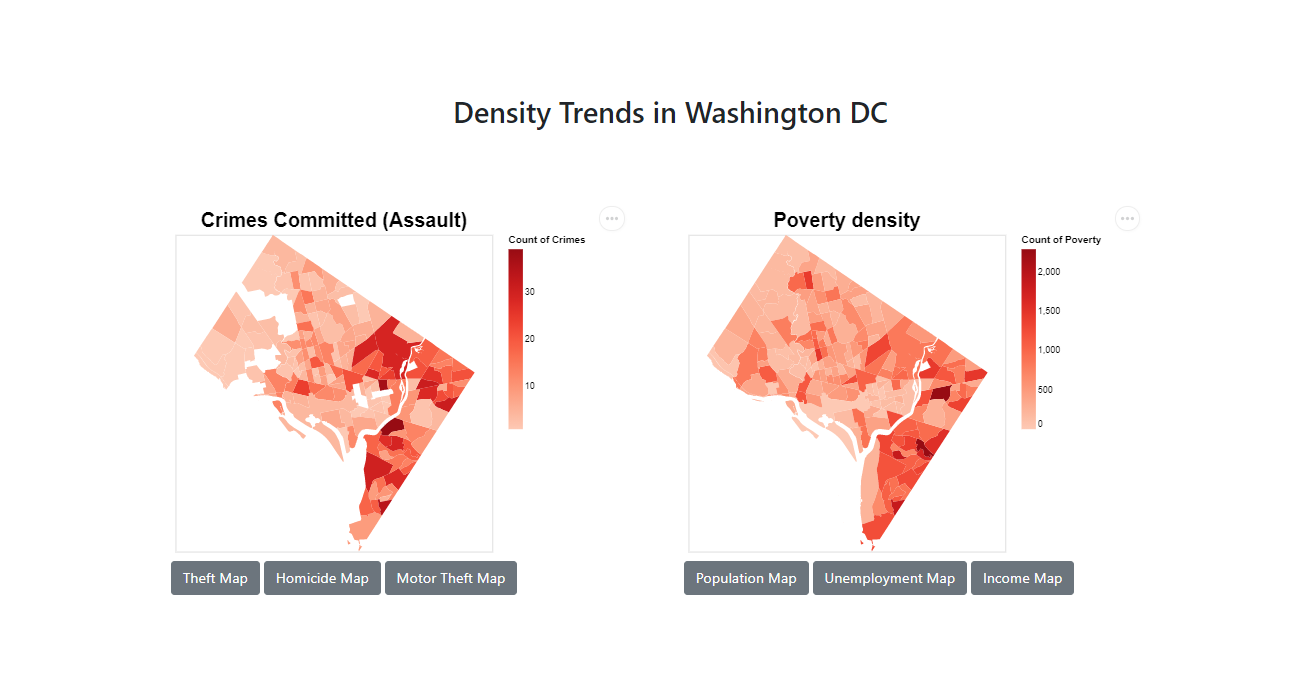 Density Trends in Washington DC
Crimes Committed (Assault)
Count of Crimes
30
20
10
Theft Map
Homicide Map
Motor Theft Map
Poverty density
Count of Poverty
2,000
1,500
1,000
500
0
Population Map
Unemployment Map
Income Map